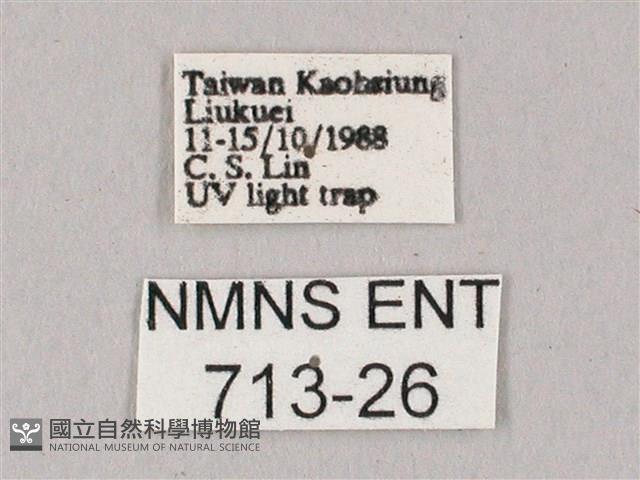 Taiwan Kaohsiung
Liukuei
11-15/10/1988
C. S. Lin
UV light trap
NMNS ENT
713-26
國立自然科學博物館
NATIONAL MUSEUM OF NATURAL SCIENCE